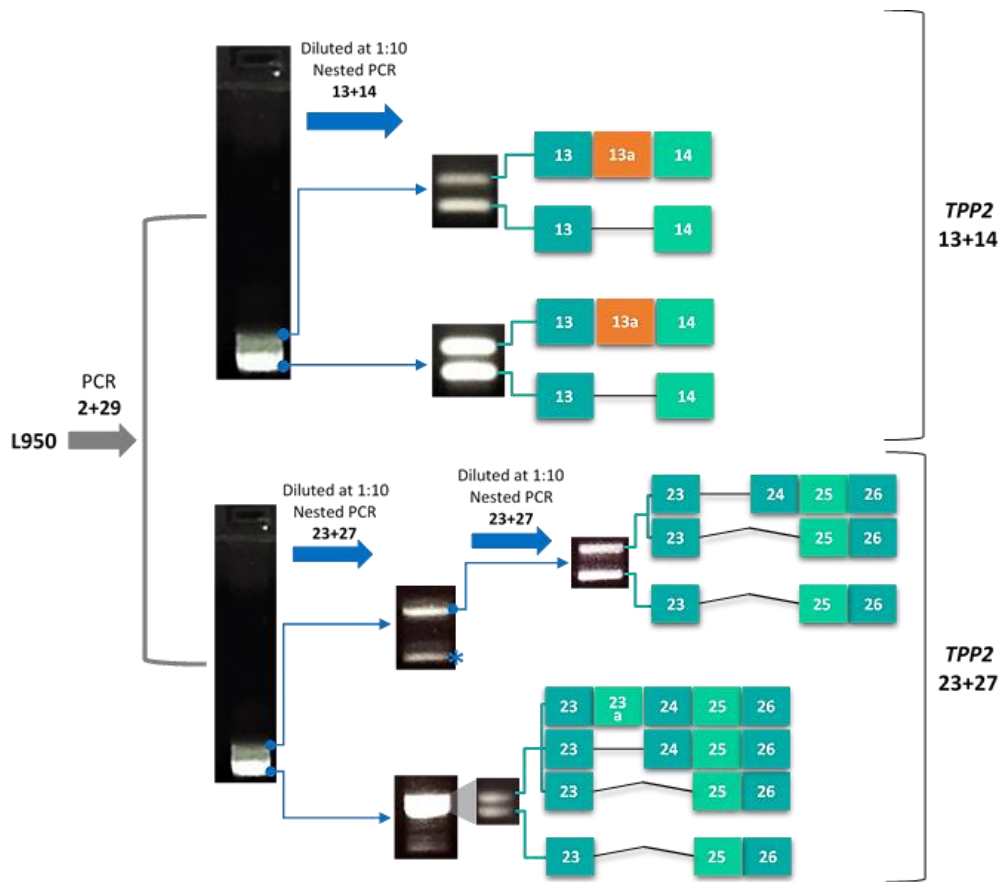 Diluted at 1:10
Nested PCR
13+14
13 13a 14
13 14
TPP2
13+14
13 13a 14
13 14
PCR
2+29
L950
Diluted at 1:10
Nested PCR
23+27
Diluted at 1:10
Nested PCR
23+27
23 24 25 26
23 25 26
23 25 26
*
TPP2
23+27
23 23 a 24 25 26
23 24 25 26
23 25 26
23 25 26